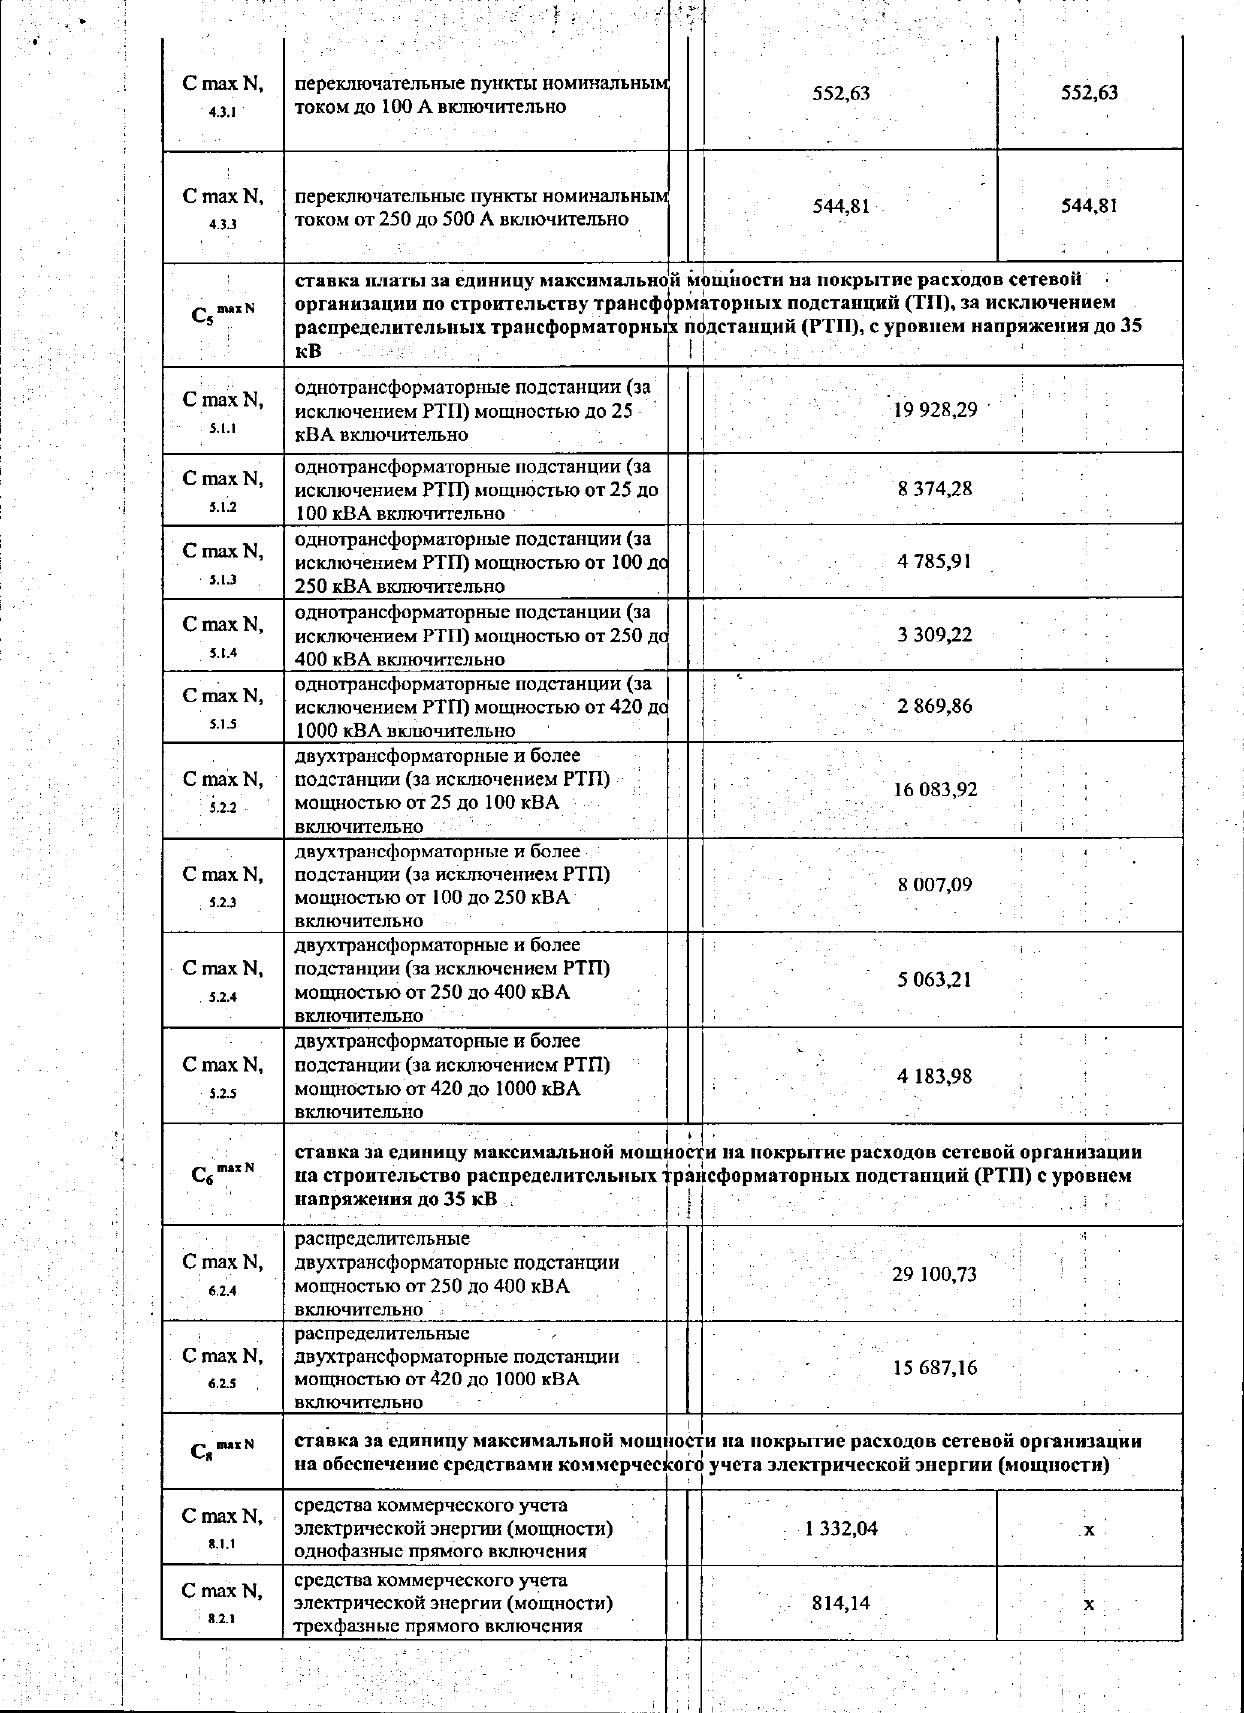 C max N,
4.3.1
переключательные пункты номинальным
током до 100 А включительно
552,63
552,63
C max N,
4.3.3
переключательные пункты номинальным
током от 250 до 500 А включительно
544,81
544,81
C5 max N
ставка платы за единицу максимальной мощности на покрытие расходов сетевой
организации по строительству трансформаторных подстанций (ТП), за исключением
распределительных трансформаторных подстанций (РТП), с уровнем напряжения до 35
кВ
C max N,
5.1.1
однотрансформаторные подстанции (за
исключением РТП) мощностью до 25
кВА включительно
19 928,29
C max N,
5.1.2
однотрансформаторные подстанции (за
исключением РТП) мощностью от 25 до
100 кВА включительно
8 374,28
C max N,
5.1.3
однотрансформаторные подстанции (за
исключением РТП) мощностью от 100 до
250 кВА включительно
4 785,91
C max N,
5.1.4
однотрансформаторные подстанции (за
исключением РТП) мощностью от 250 до
400 кВА включительно
3 309,22
C max N,
5.1.5
однотрансформаторные подстанции (за
исключением РТП) мощностью от 420 до
1000 кВА включительно
2 869,86
C max N,
5.2.2
двухтрансформаторные и более
подстанции (за исключением РТП)
мощностью от 25 до 100 кВА
включительно
16 083,92
C max N,
5.2.3
двухтрансформаторные и более
подстанции (за исключением РТП)
мощностью от 100 до 250 кВА
включительно
8 007,09
C max N,
5.2.4
двухтрансформаторные и более
подстанции (за исключением РТП)
мощностью от 250 до 400 кВА
включительно
5 063,21
C max N,
5.2.5
двухтрансформаторные и более
подстанции (за исключением РТП)
мощностью от 420 до 1000 кВА
включительно
4 183,98
C6 max N
ставка за единицу максимальной мощности на покрытие расходов сетевой организации
на строительство распределительных трансформаторных подстанций (РТП) с уровнем
напряжения до 35 кВ
C max N,
6.2.4
распределительные
двухтрансформаторные подстанции
мощностью от 250 до 400 кВА
включительно
29 100,73
C max N,
6.2.5
распределительные
двухтрансформаторные подстанции
мощностью от 420 до 1000 кВА
включительно
15 687,16
C8 max N
ставка за единицу максимальной мощности на покрытие расходов сетевой организации
на обеспечение средствами коммерческого учета электрической энергии (мощности)
C max N,
8.1.1
средства коммерческого учета
электрической энергии (мощности)
однофазные прямого включения
1 332,04
x
C max N,
8.2.1
средства коммерческого учета
электрической энергии (мощности)
трехфазные прямого включения
814,14
x